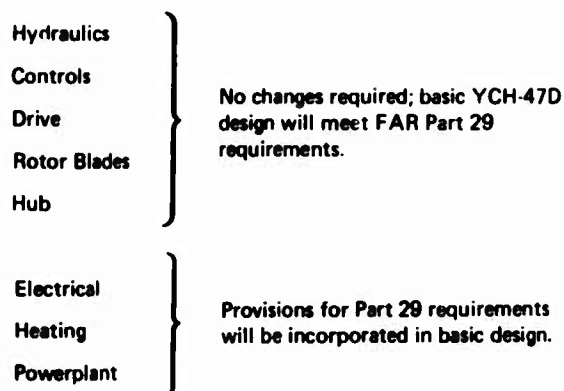 Hydraulics
Controls
Drive
Rotor Blades
Hub
No changes required; basic YCH-47D
design will meet FAR Part 29
requirements.
Electrical
Heating
Powerplant
Provisions for Part 29 requirements
will be incorporated in basic design.